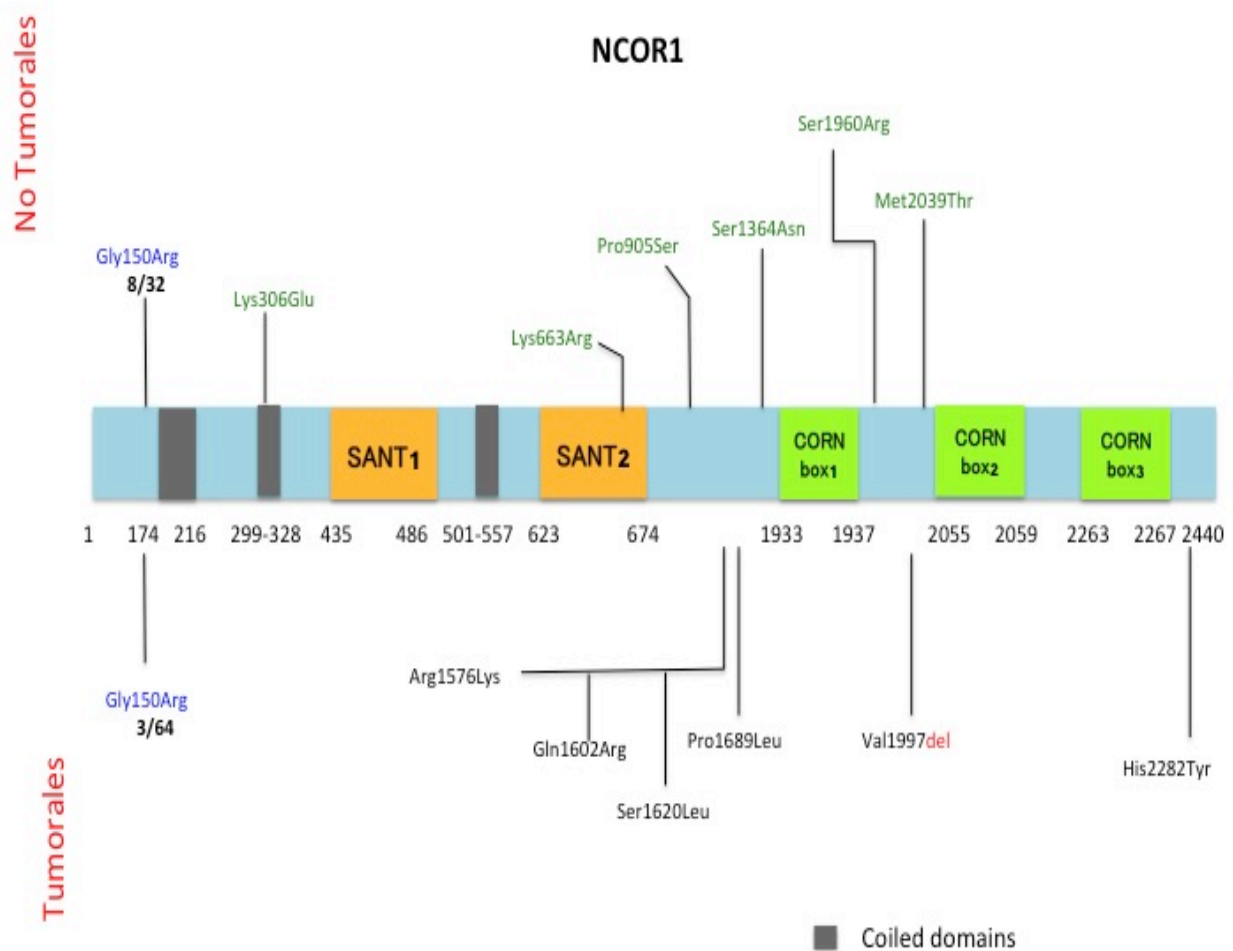 NCOR1
No Tumorales
Ser1960Arg
Met2039Thr
Ser1364Asn
Pro905Ser
Gly150Arg
8/32
Lys306Glu
Lys663Arg
SANT1
SANT2
CORN
box1
CORN
box2
CORN
box3
1 174 216 299-328 435 486 501-557 623 674 1933 1937 2055 2059 2263 2267 2440
Arg1576Lys
Gly150Arg
3/64
Gln1602Arg
Pro1689Leu
Val1997del
His2282Tyr
Ser1620Leu
Tumorales
Coiled domains